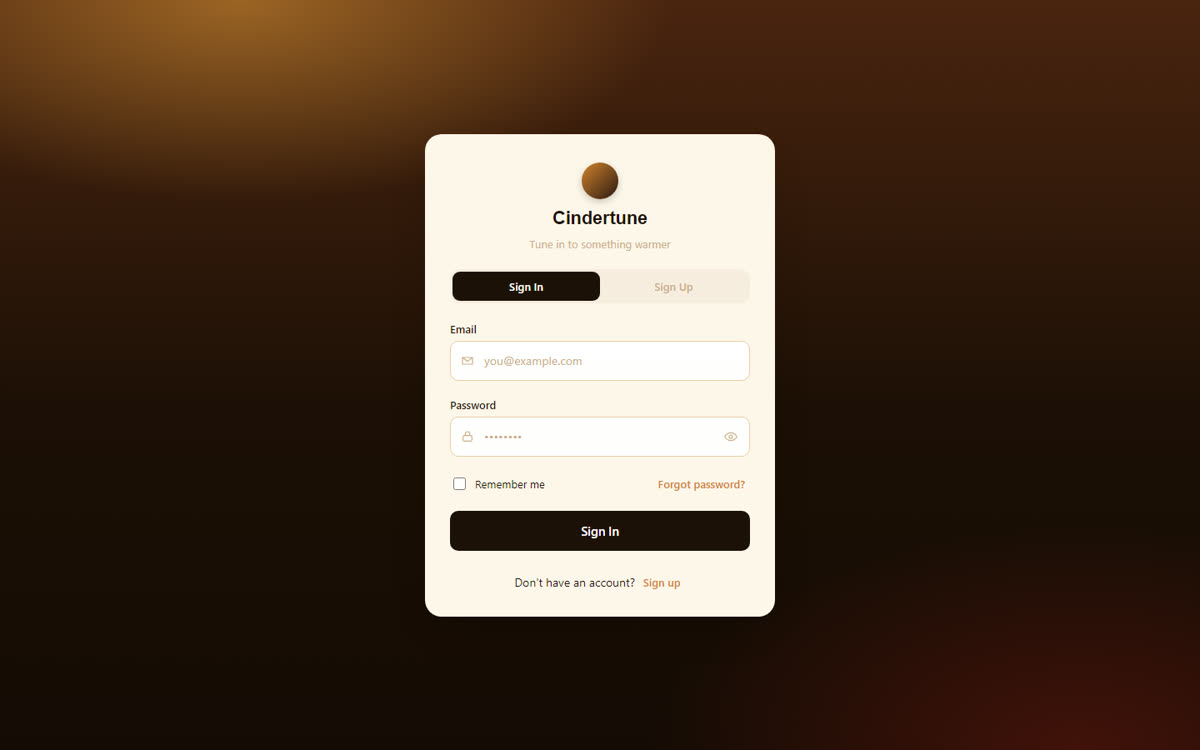 Cindertune
Tune in to something warmer
Sign In
Sign Up
Email
you@example.com
Password
••••••••
Remember me
Forgot password?
Sign In
Don't have an account? Sign up